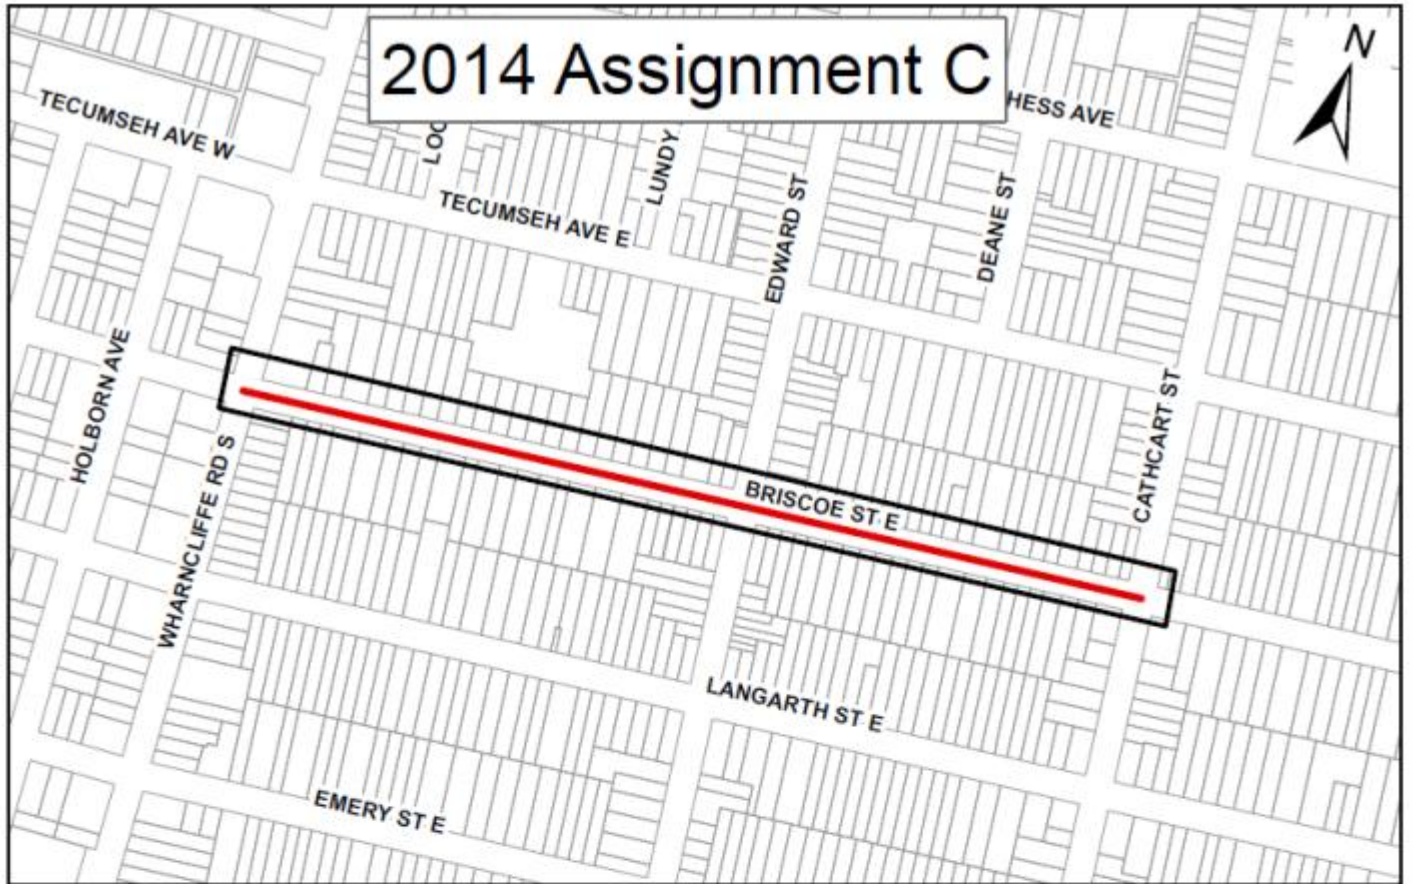 2014 Assignment C
N
TECUMSEH AVE W
HESS AVE
LOC
LUNDY
TECUMSEH AVE E
EDWARD ST
DEANE ST
HOLBORN AVE
CATHCART ST
WHARNCLIFFE RD S
BRISCOE ST E
LANGARTH ST E
EMERY ST E